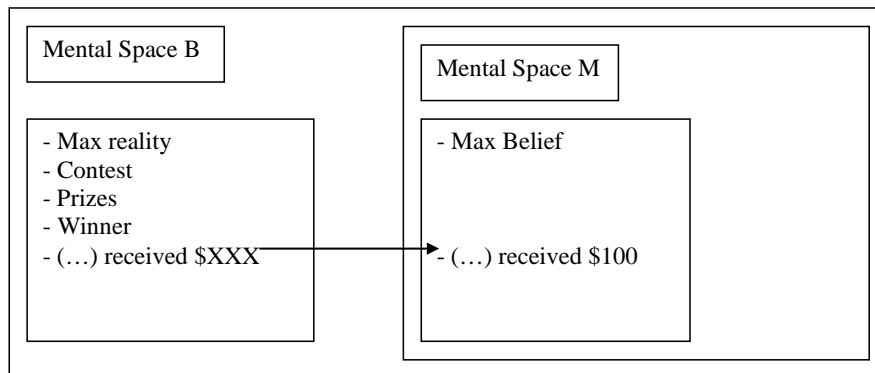 Mental Space B
- Max reality
- Contest
- Prizes
- Winner
- (…) received $XXX
Mental Space M
- Max Belief
- (…) received $100